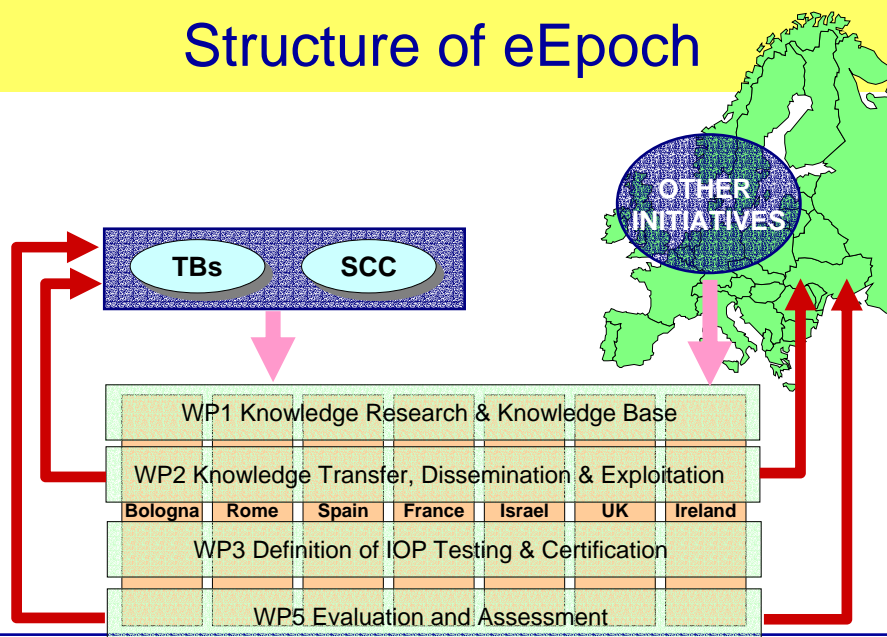 Structure of eEpoch
OTHER
INITIATIVES
TBs SCC
WP1 Knowledge Research & Knowledge Base
WP2 Knowledge Transfer, Dissemination & Exploitation
Bologna Rome Spain France Israel UK Ireland
WP3 Definition of IOP Testing & Certification
WP5 Evaluation and Assessment